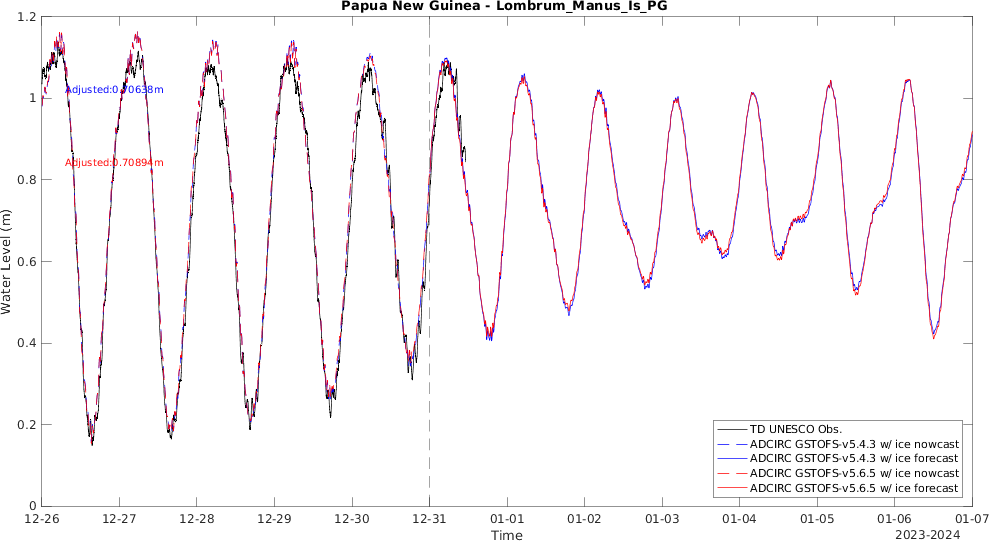 Papua New Guinea - Lombrum_Manus_Is_PG
1.2
1
0.8
0.6
0.4
0.2
0
Water Level (m)
Adjusted:0.70638m
Adjusted:0.70894m
TD UNESCO Obs.
ADCIRC GSTOFS-v5.4.3 w/ ice nowcast
ADCIRC GSTOFS-v5.4.3 w/ ice forecast
ADCIRC GSTOFS-v5.6.5 w/ ice nowcast
ADCIRC GSTOFS-v5.6.5 w/ ice forecast
12-26 12-27 12-28 12-29 12-30 12-31 01-01 01-02 01-03 01-04 01-05 01-06 01-07
Time
2023-2024